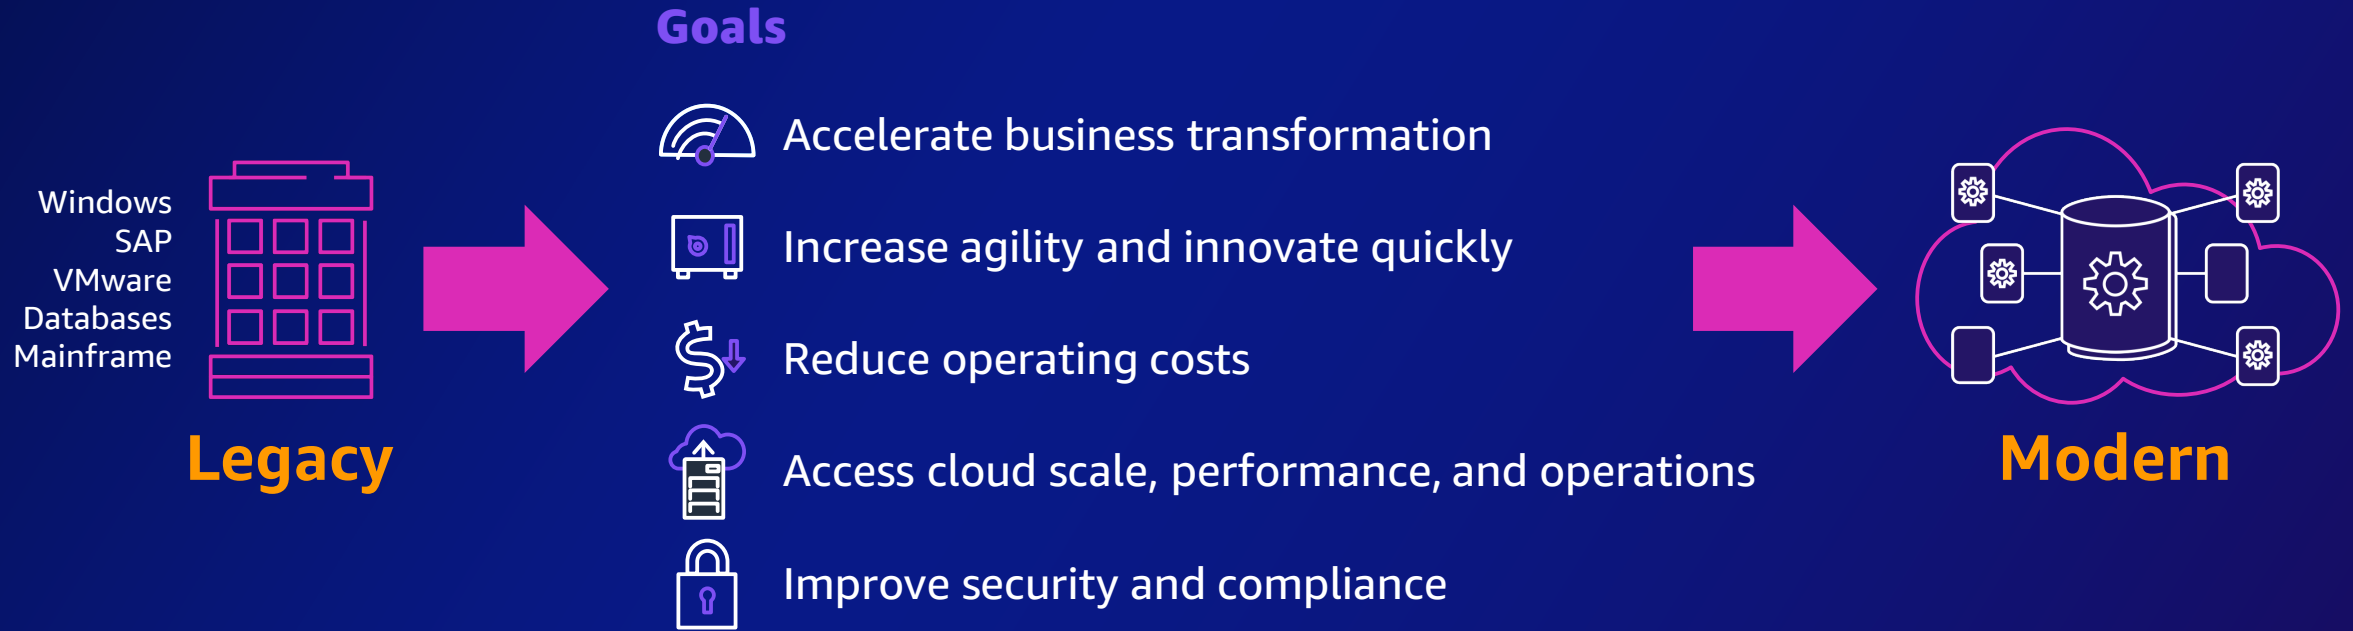 Goals
Windows
SAP
VMware
Databases
Mainframe
Legacy
Accelerate business transformation
Increase agility and innovate quickly
Reduce operating costs
Access cloud scale, performance, and operations
Improve security and compliance
Modern